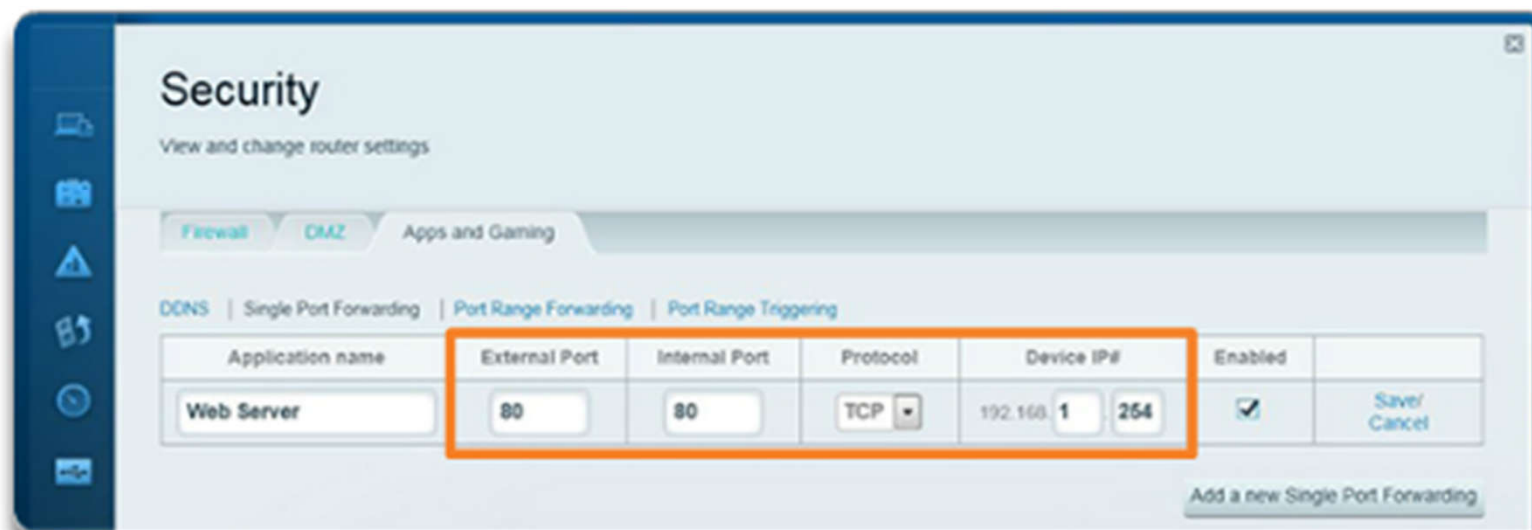 Security
View and change router settings
Firewall DMZ Apps and Gaming
DDNS | Single Port Forwarding | Port Range Forwarding | Port Range Triggering
Application name External Port Internal Port Protocol Device IP# Enabled
Web Server 80 80 TCP 192.168. 1 . 254 Save/
Cancel
Add a new Single Port Forwarding